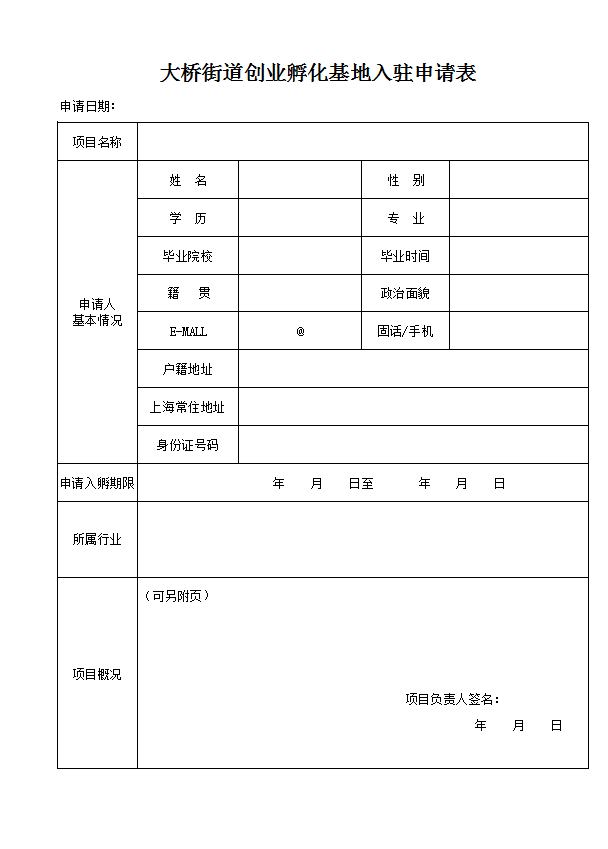 大桥街道创业孵化基地入驻申请表
申请日期：
项目名称
姓 名
性 别
学 历
专 业
毕业院校
毕业时间
籍 贯
政治面貌
申请人
基本情况
E-MALL
@
固话/手机
户籍地址
上海常住地址
身份证号码
申请入孵期限
年 月 日至 年 月 日
所属行业
（可另附页）
项目概况
项目负责人签名：
年 月 日